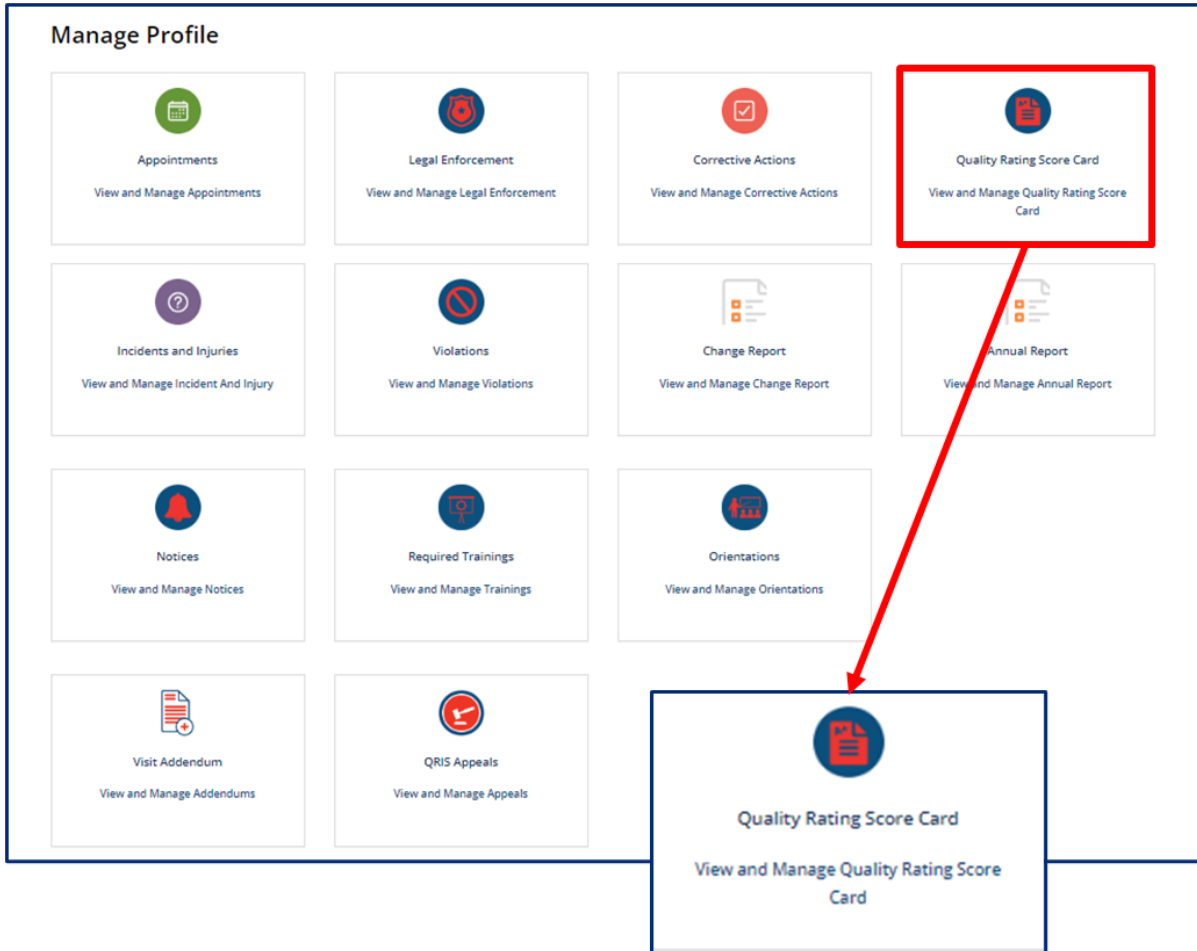 Manage Profile
Appointments
View and Manage Appointments
Legal Enforcement
View and Manage Legal Enforcement
Corrective Actions
View and Manage Corrective Actions
Quality Rating Score Card
View and Manage Quality Rating Score
Card
Incidents and Injuries
View and Manage Incident And Injury
Violations
View and Manage Violations
Change Report
View and Manage Change Report
Annual Report
View and Manage Annual Report
Notices
View and Manage Notices
Required Trainings
View and Manage Trainings
Orientations
View and Manage Orientations
Visit Addendum
View and Manage Addendums
QRIS Appeals
View and Manage Appeals
Quality Rating Score Card
View and Manage Quality Rating Score
Card